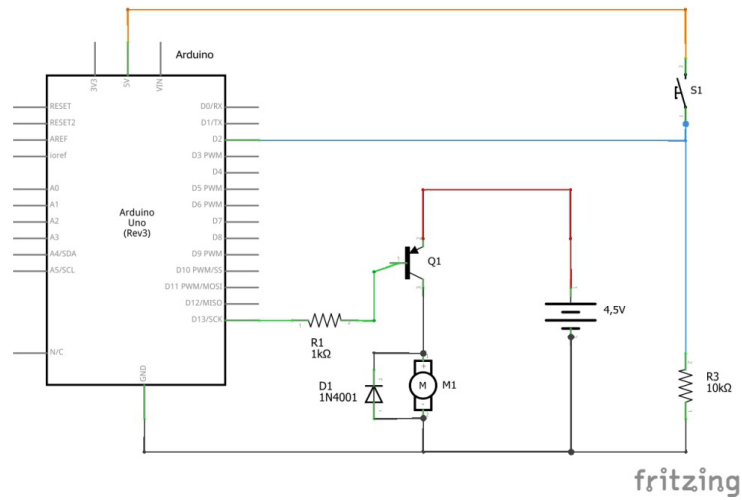 Arduino
3V3
5V
VIN
RESET
RESET2
AREF
ioref
A0
A1
A2
A3
A4/SDA
A5/SCL
N/C
Arduino
Uno
(Rev3)
D0/RX
D1/TX
D2
D3 PWM
D4
D5 PWM
D6 PWM
D7
D8
D9 PWM
D10 PWM/SS
D11 PWM/MOSI
D12/MISO
D13/SCK
GND
S1
Q1
4,5V
R1
1kΩ
D1
1N4001
M
M1
R3
10kΩ
fritzing